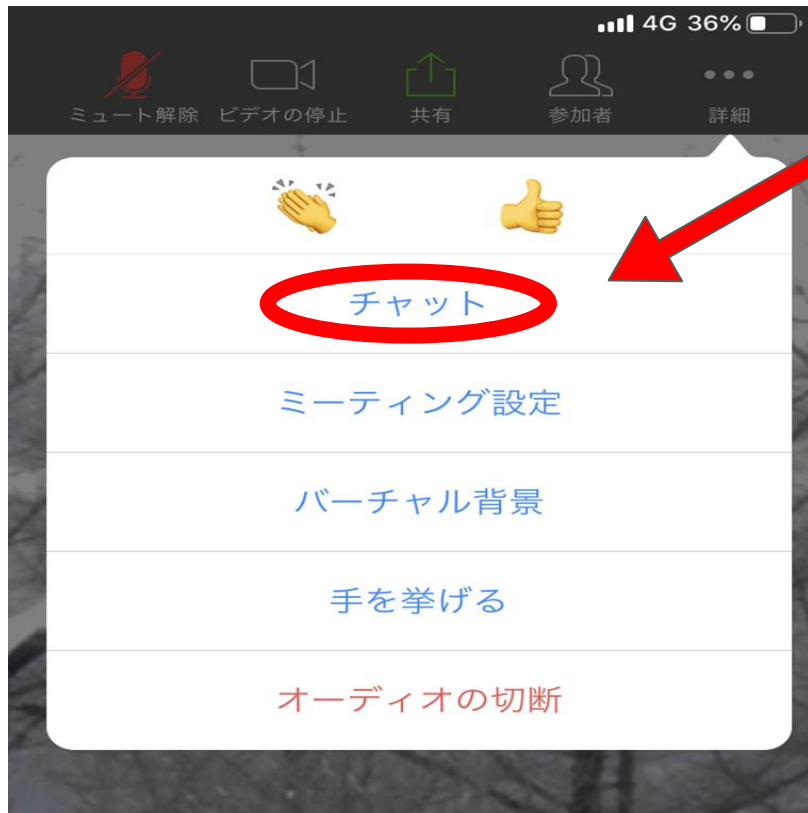 4G 36%
ミュート解除 ビデオの停止 共有 参加者 詳細
チャット
ミーティング設定
バーチャル背景
手を挙げる
オーディオの切断